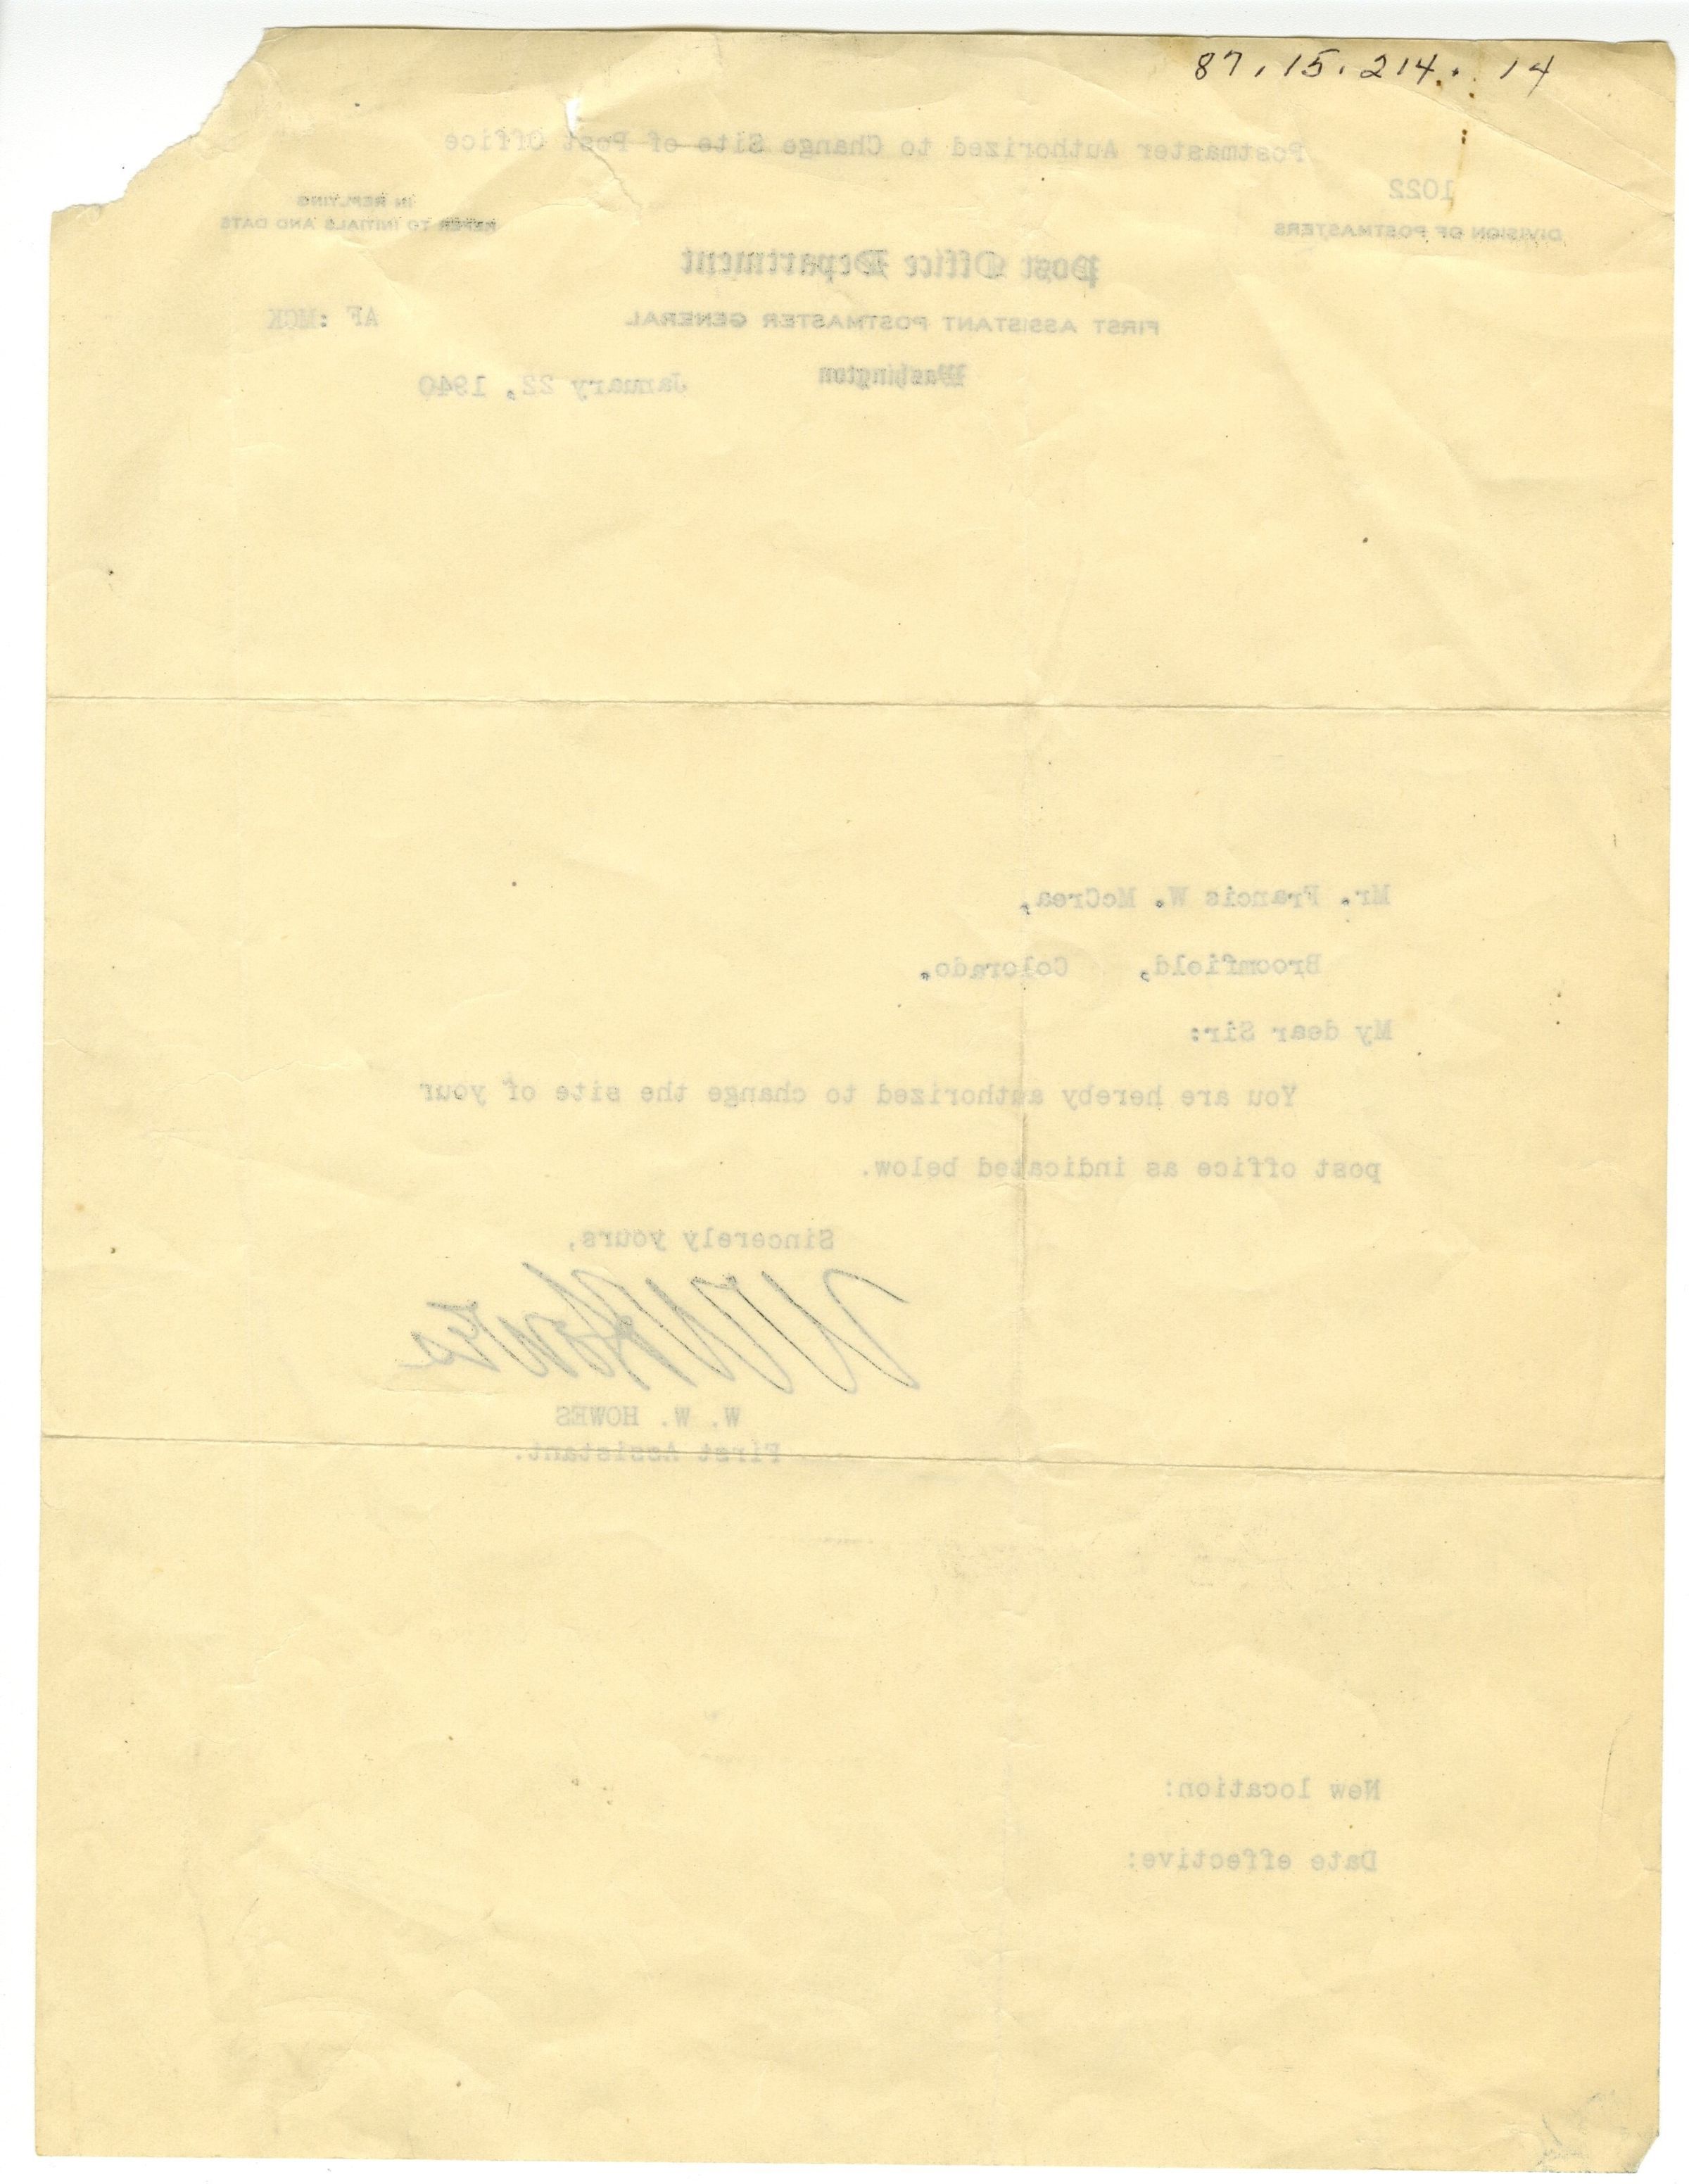 87.15.214.14
Postmaster Authorized to Change Site of Post Office
1022
DIVISION OF POSTMASTERS
IN REPLYING
REFER TO INITIALS AND DATE
Post Office Department
FIRST ASSISTANT POSTMASTER GENERAL
AF :MCK
Washington
January 22, 1940
Mr. Francis W. McCrea,
Broomfield, Colorado.
My dear Sir:
You are hereby authorized to change the site of your
post office as indicated below.
Sincerely yours,
W W Howes
W. W. HOWES
First Assistant.
New location:
Date effective: